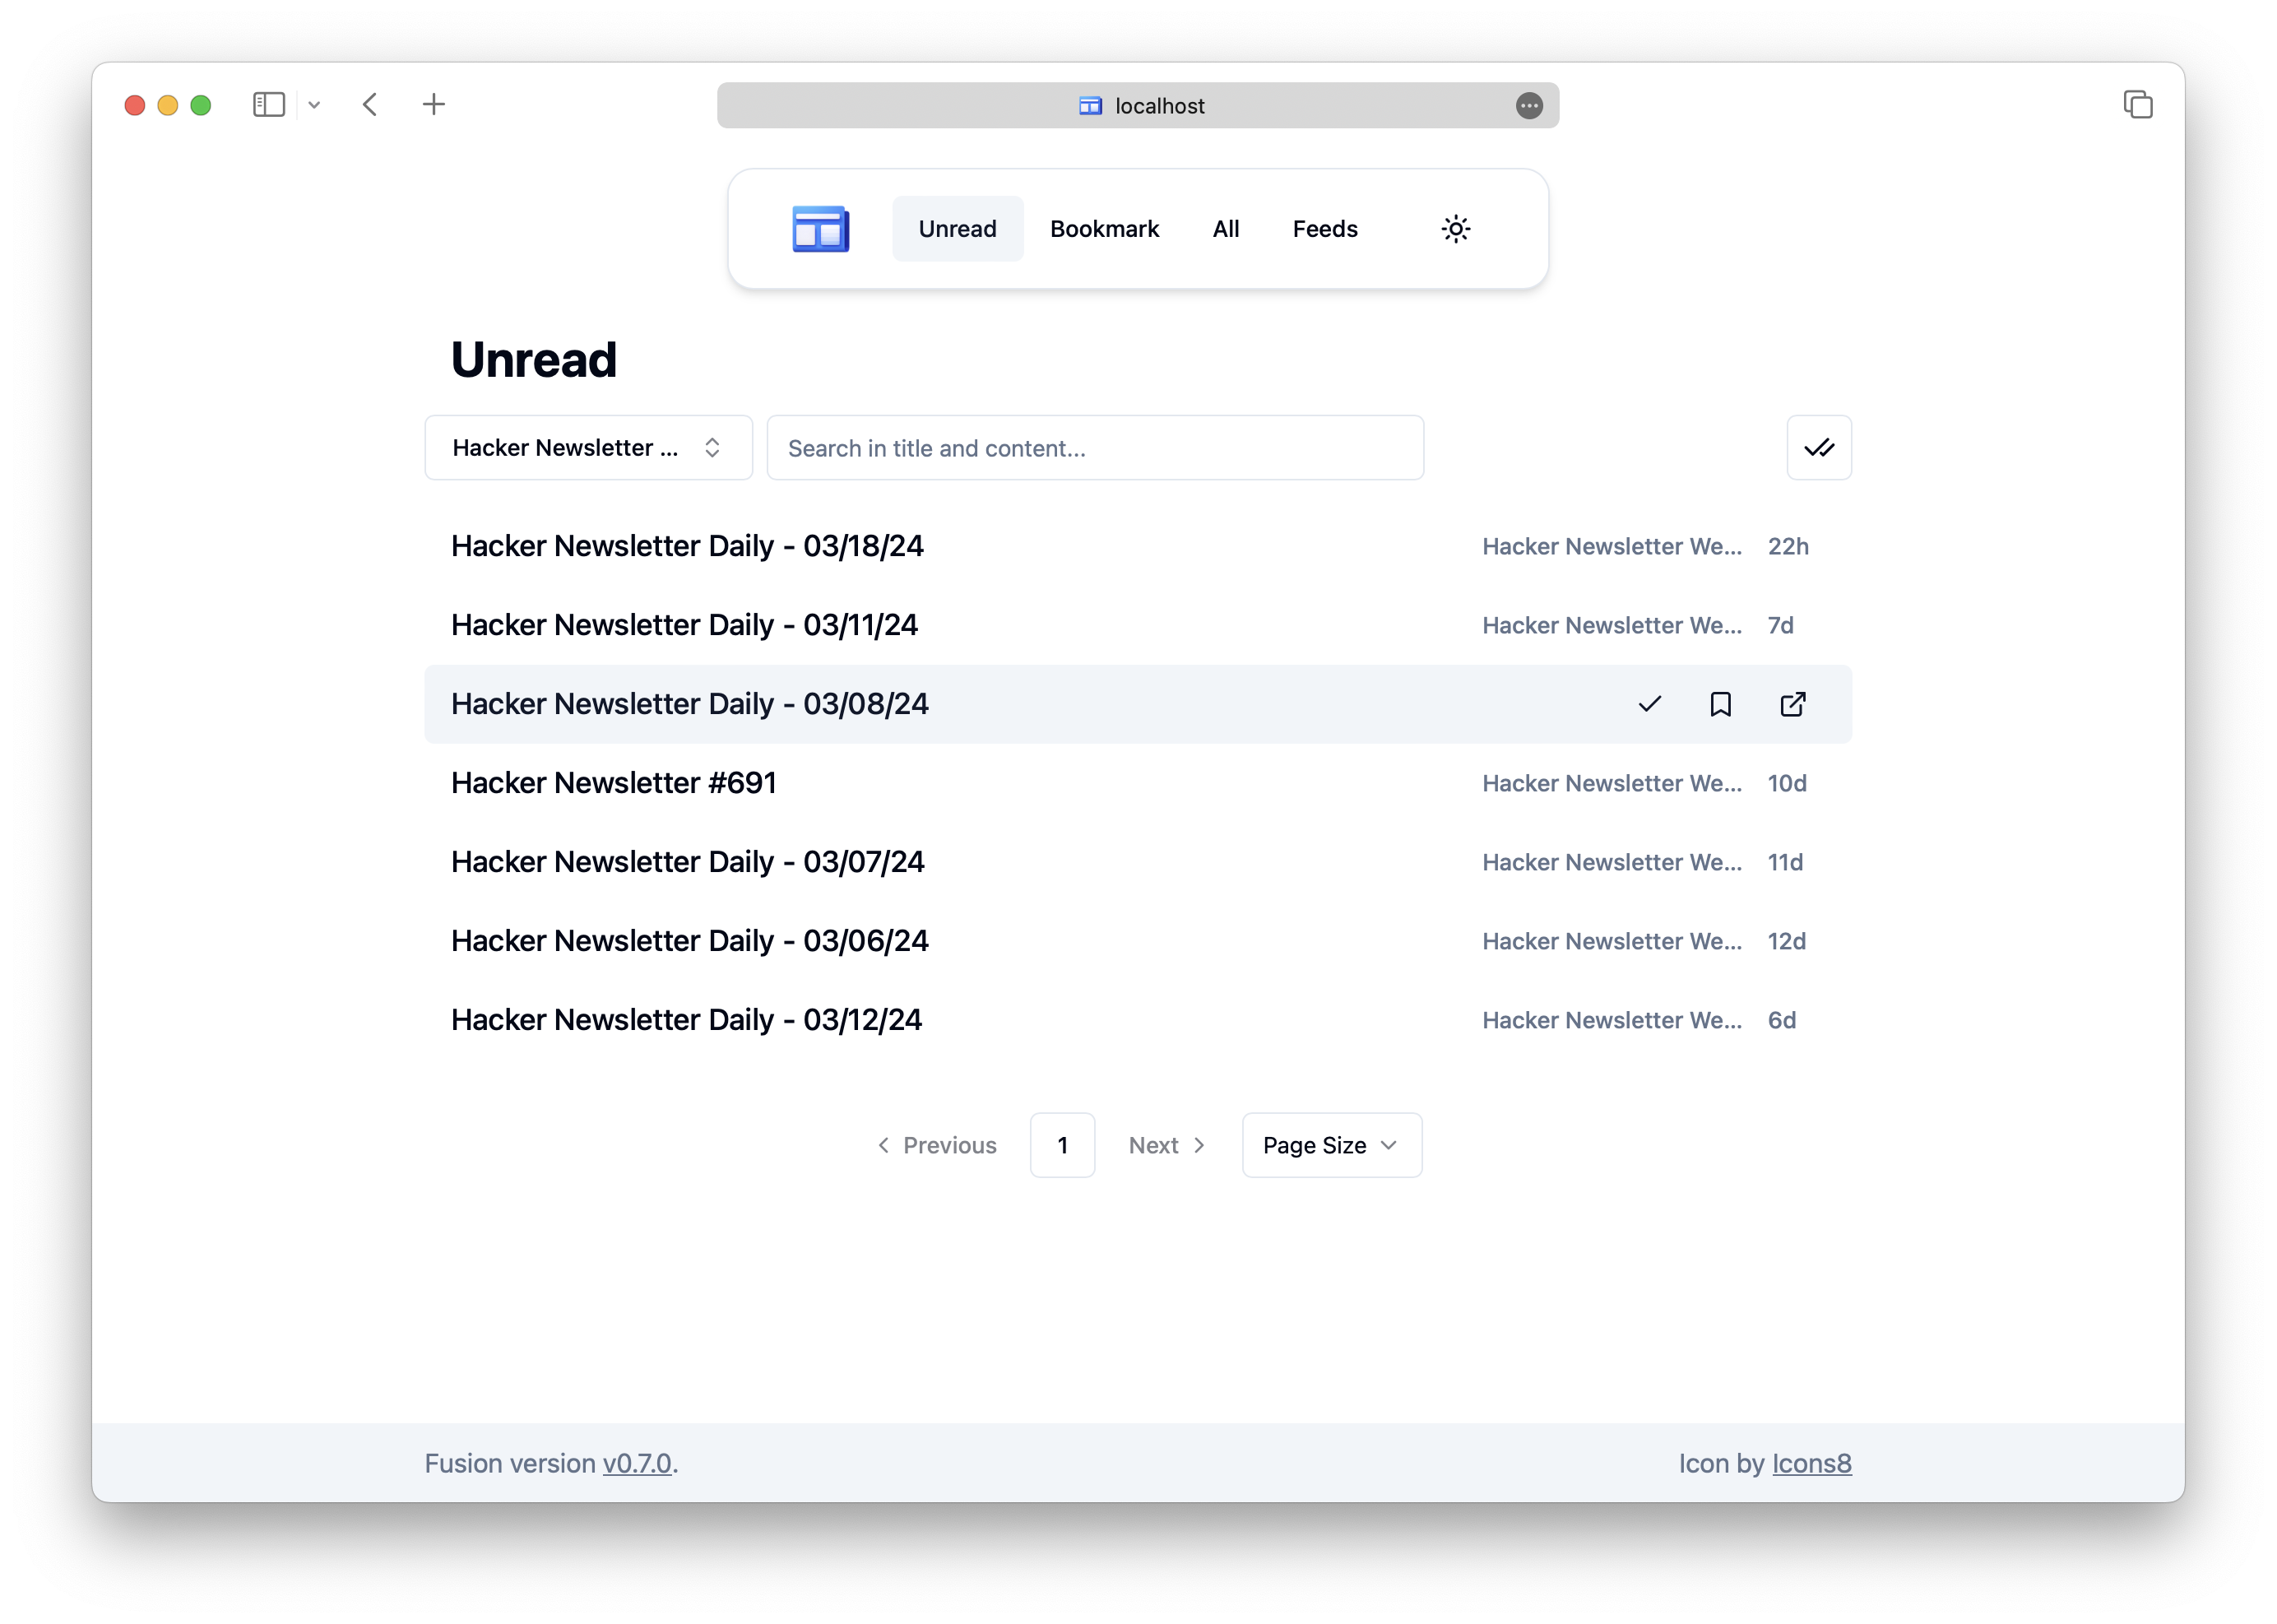 localhost
Unread Bookmark All Feeds
Unread
Hacker Newsletter ... Search in title and content...
Hacker Newsletter Daily - 03/18/24 Hacker Newsletter We... 22h
Hacker Newsletter Daily - 03/11/24 Hacker Newsletter We... 7d
Hacker Newsletter Daily - 03/08/24
Hacker Newsletter #691 Hacker Newsletter We... 10d
Hacker Newsletter Daily - 03/07/24 Hacker Newsletter We... 11d
Hacker Newsletter Daily - 03/06/24 Hacker Newsletter We... 12d
Hacker Newsletter Daily - 03/12/24 Hacker Newsletter We... 6d
Previous 1 Next Page Size
Fusion version v0.7.0. Icon by Icons8